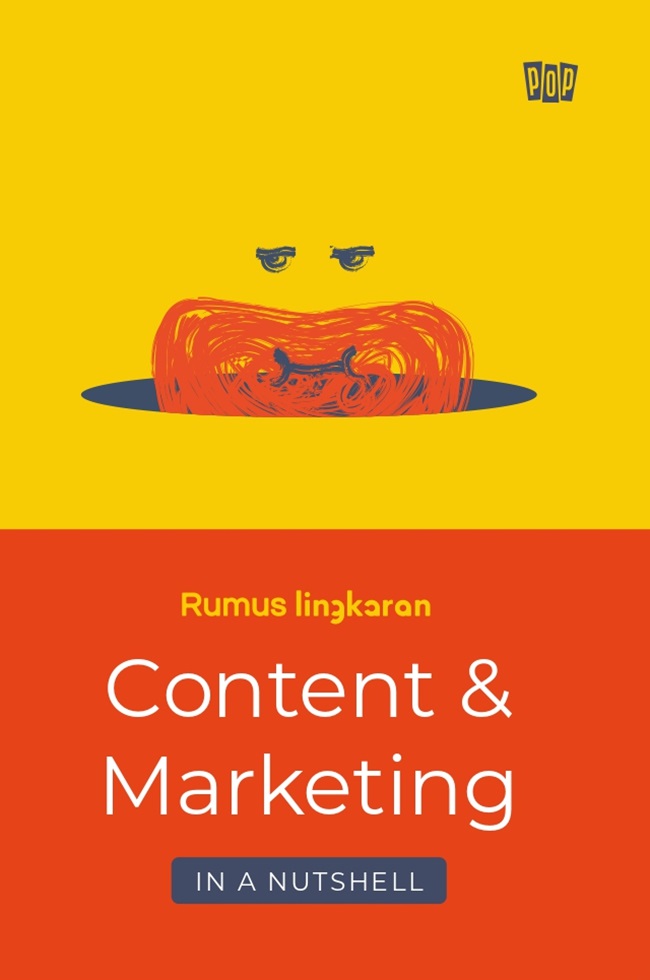 POP
Rumus lingkaran
Content &
Marketing
IN A NUTSHELL